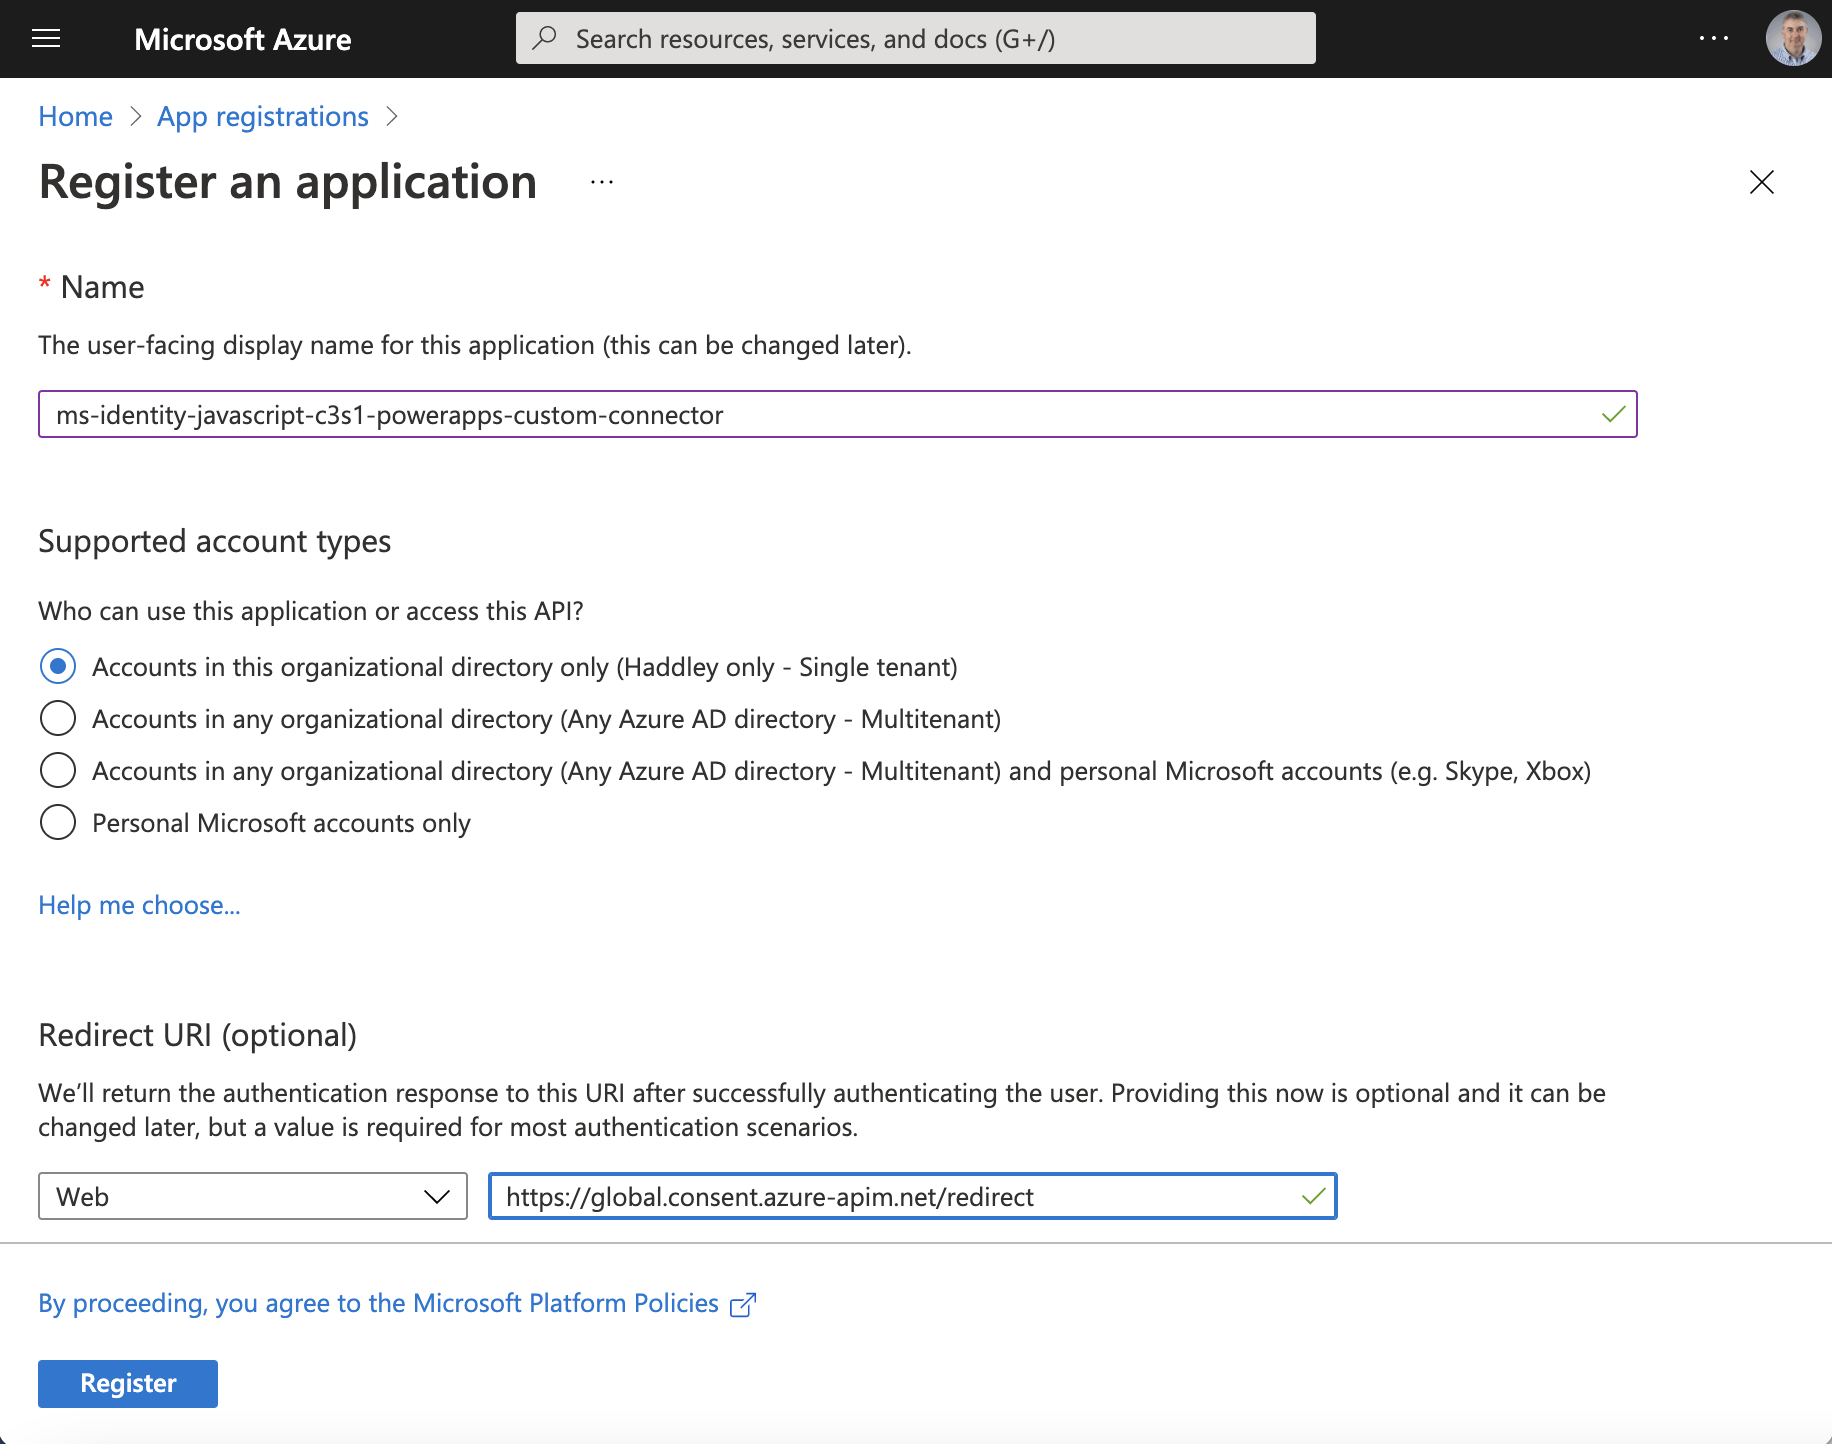 Microsoft Azure
Search resources, services, and docs (G+/)
Home > App registrations >
Register an application ...
* Name
The user-facing display name for this application (this can be changed later).
ms-identity-javascript-c3s1-powerapps-custom-connector
Supported account types
Who can use this application or access this API?
Accounts in this organizational directory only (Haddley only - Single tenant)
Accounts in any organizational directory (Any Azure AD directory - Multitenant)
Accounts in any organizational directory (Any Azure AD directory - Multitenant) and personal Microsoft accounts (e.g. Skype, Xbox)
Personal Microsoft accounts only
Help me choose...
Redirect URI (optional)
We’ll return the authentication response to this URI after successfully authenticating the user. Providing this now is optional and it can be
changed later, but a value is required for most authentication scenarios.
Web
https://global.consent.azure-apim.net/redirect
By proceeding, you agree to the Microsoft Platform Policies
Register